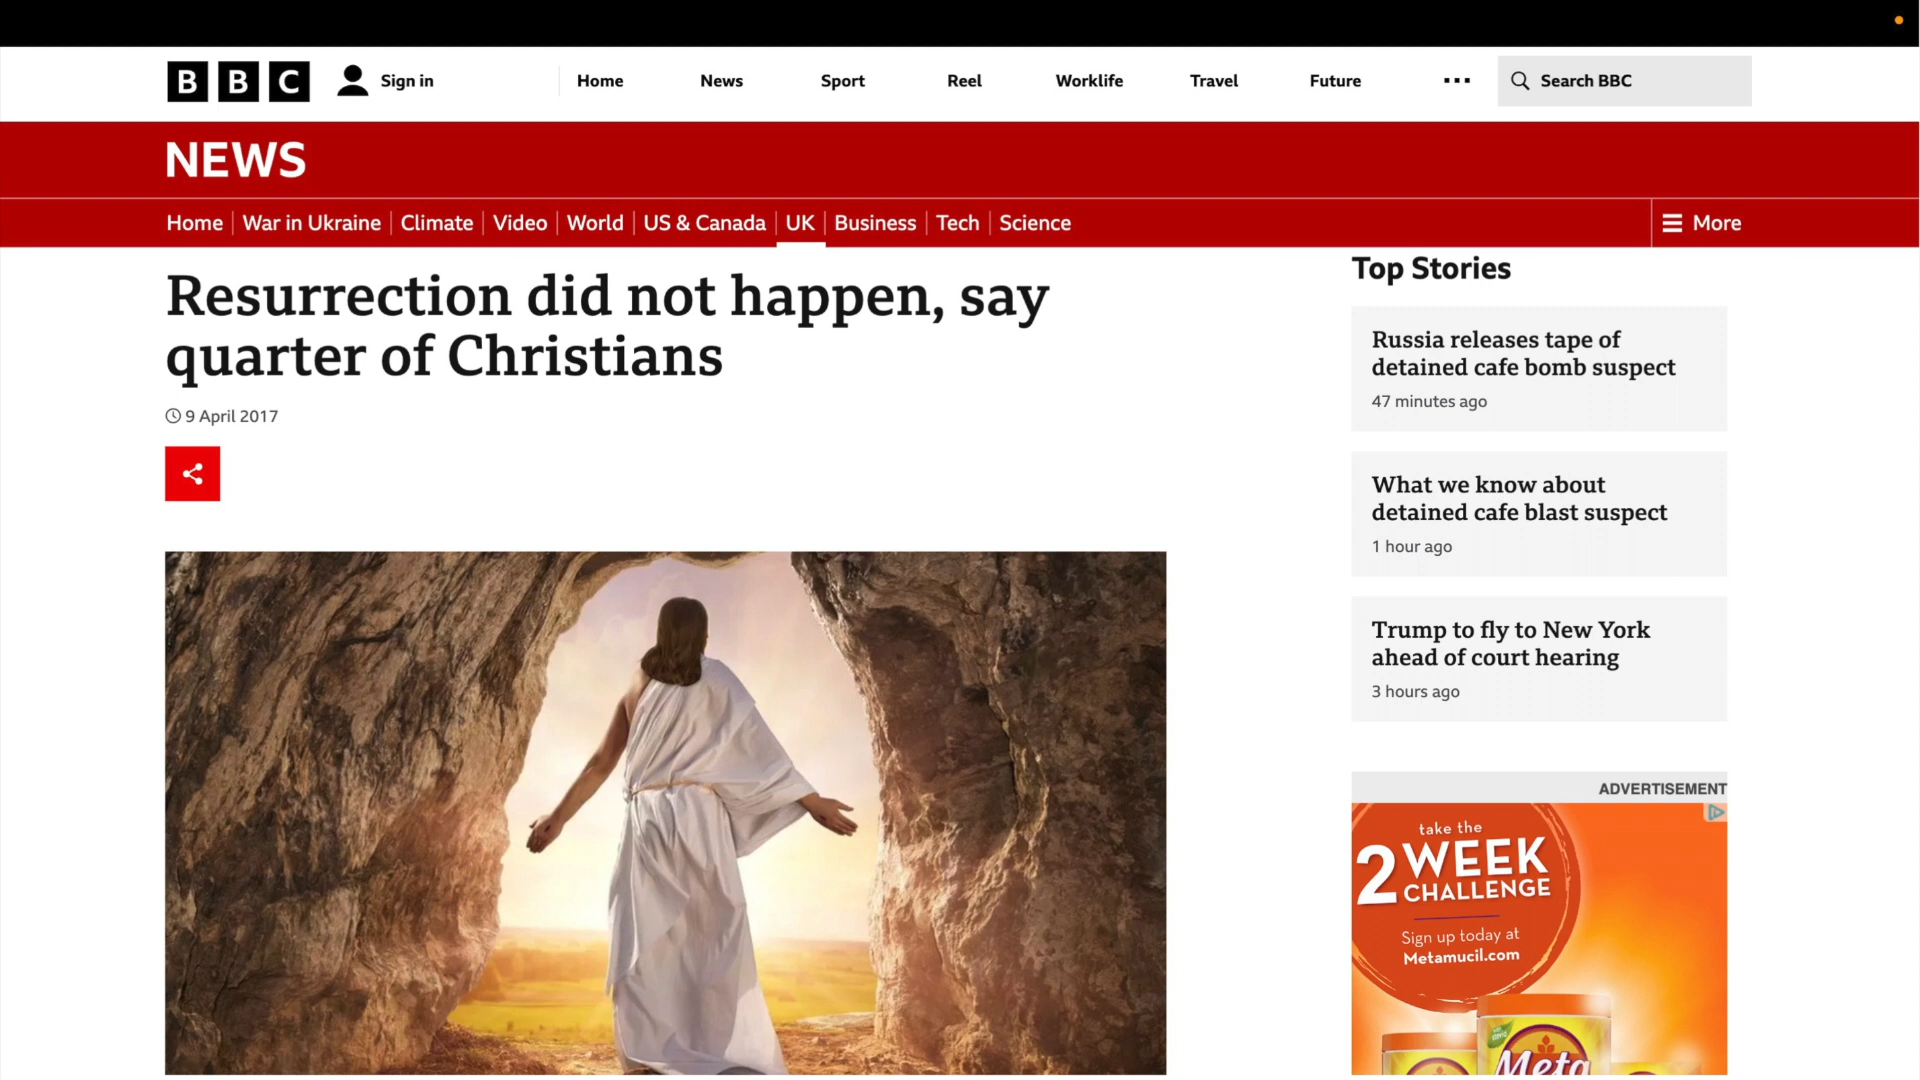 BBC
Sign in
Home
News
Sport
Reel
Worklife
Travel
Future
Search BBC
NEWS
Home
War in Ukraine
Climate
Video
World
US & Canada
UK
Business
Tech
Science
More
Resurrection did not happen, say
quarter of Christians
9 April 2017
Top Stories
Russia releases tape of
detained cafe bomb suspect
47 minutes ago
What we know about
detained cafe blast suspect
1 hour ago
Trump to fly to New York
ahead of court hearing
3 hours ago
ADVERTISEMENT
take the
2 WEEK
CHALLENGE
Sign up today at
Metamucil.com
Meta